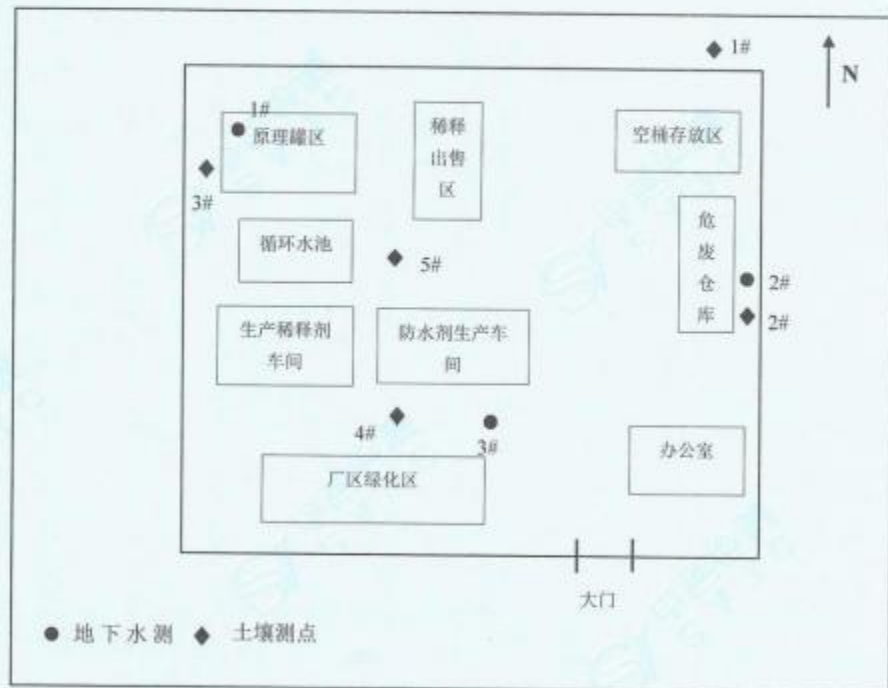 1#
N
1#
原理罐区
稀释
出售
区
空桶存放区
3#
危
废
仓
库
循环水池
5#
2#
2#
生产稀释剂
车间
防水剂生产车
间
4#
3#
厂区绿化区
办公室
大门
地下水测
土壤测点